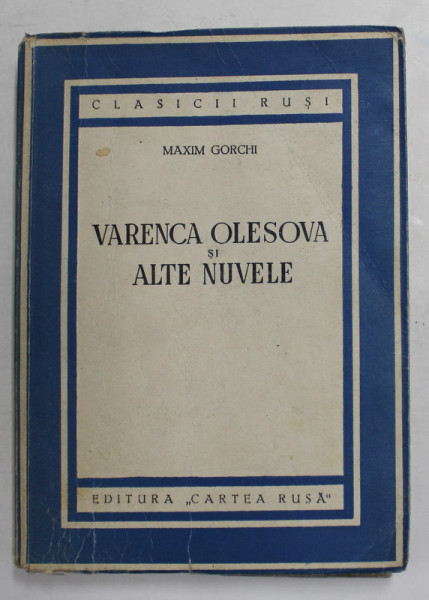 CLASICII RUȘI
MAXIM GORCHI
VARENCA OLESOVA
ȘI
ALTE NUVELE
EDITURA „CARTEA RUSĂ“